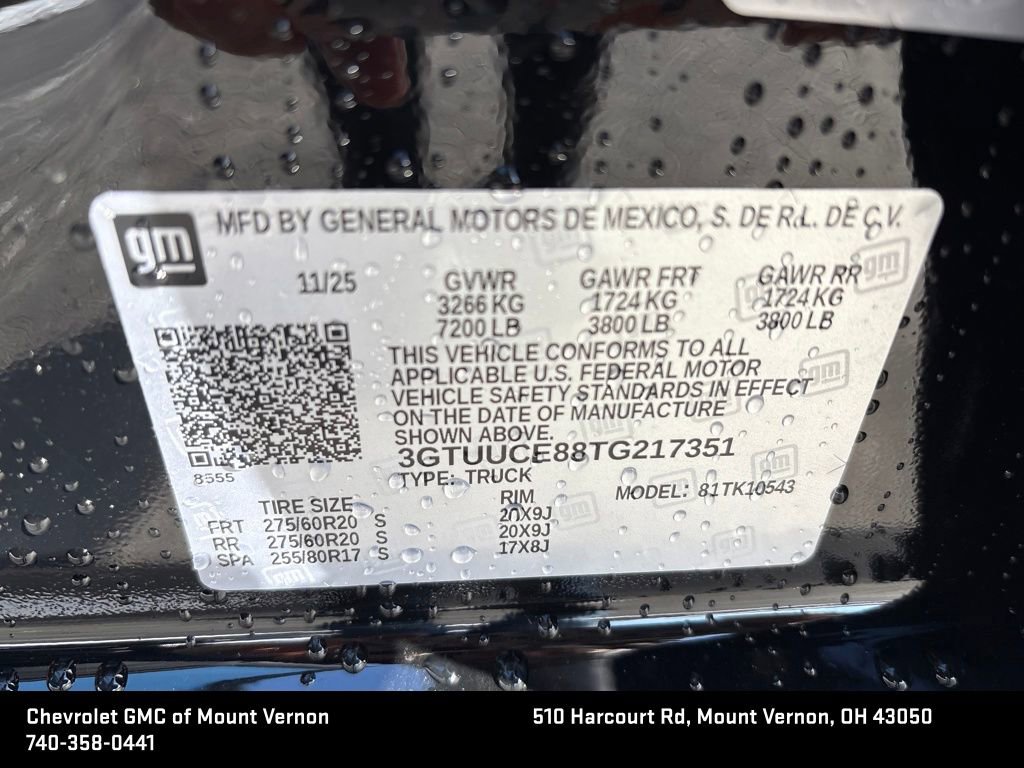 gm
MFD BY GENERAL MOTORS DE MEXICO, S. DE R.L. DE C.V.
11/25 GVWR GAWR FRT GAWR RR
3266 KG 1724 KG 1724 KG
7200 LB 3800 LB 3800 LB
THIS VEHICLE CONFORMS TO ALL
APPLICABLE U.S. FEDERAL MOTOR
VEHICLE SAFETY STANDARDS IN EFFECT
ON THE DATE OF MANUFACTURE
SHOWN ABOVE.
3GTUUCE88TG217351
8555 TYPE: TRUCK
MODEL: 81TK10543
TIRE SIZE RIM
FRT 275/60R20 S 20X9J
RR 275/60R20 S 20X9J
SPA 255/80R17 S 17X8J
Chevrolet GMC of Mount Vernon
740-358-0441
510 Harcourt Rd, Mount Vernon, OH 43050